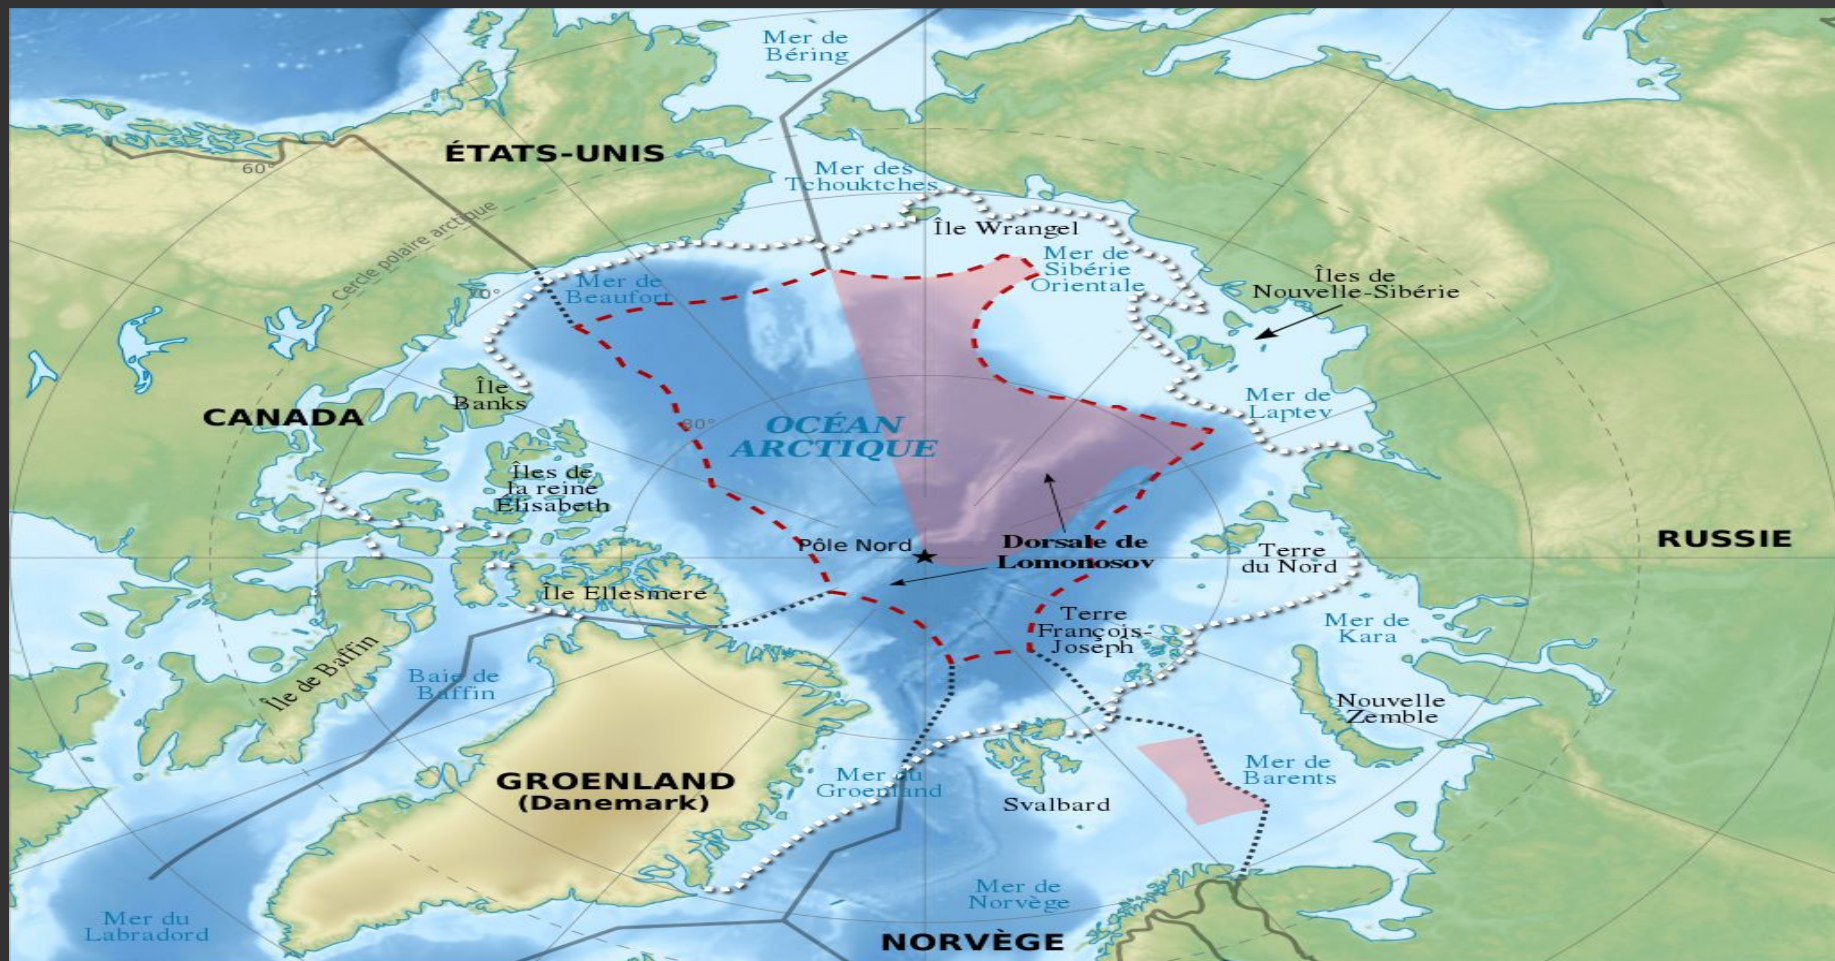 Mer de
Béring
ÉTATS-UNIS
60°
Mer des
Tchouktches
Cercle polaire arctique
Île Wrangel
Mer de
Sibérie
Orientale
Îles de
Nouvelle-Sibérie
Mer de
Beaufort
70°
Île
Banks
CANADA
Mer de
Laptev
80°
OCÉAN
ARCTIQUE
Îles de
la reine
Élisabeth
RUSSIE
Pôle Nord
Dorsale de
Lomonosov
Terre
du Nord
Île Ellesmere
Terre
François-
Joseph
Mer de
Kara
Île de Baffin
Baie de
Baffin
Nouvelle
Zemble
GROENLAND
(Danemark)
Mer du
Groenland
Svalbard
Mer de
Barents
Mer de
Norvège
Mer du
Labradord
NORVÈGE